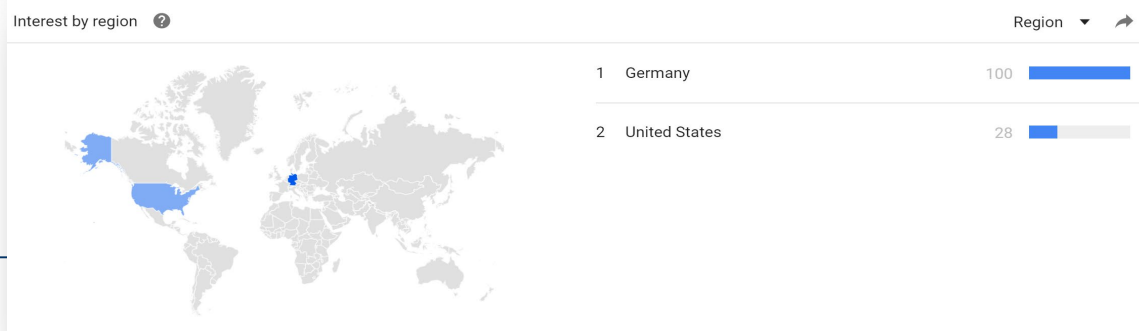 Interest by region
Region
1 Germany 100
2 United States 28